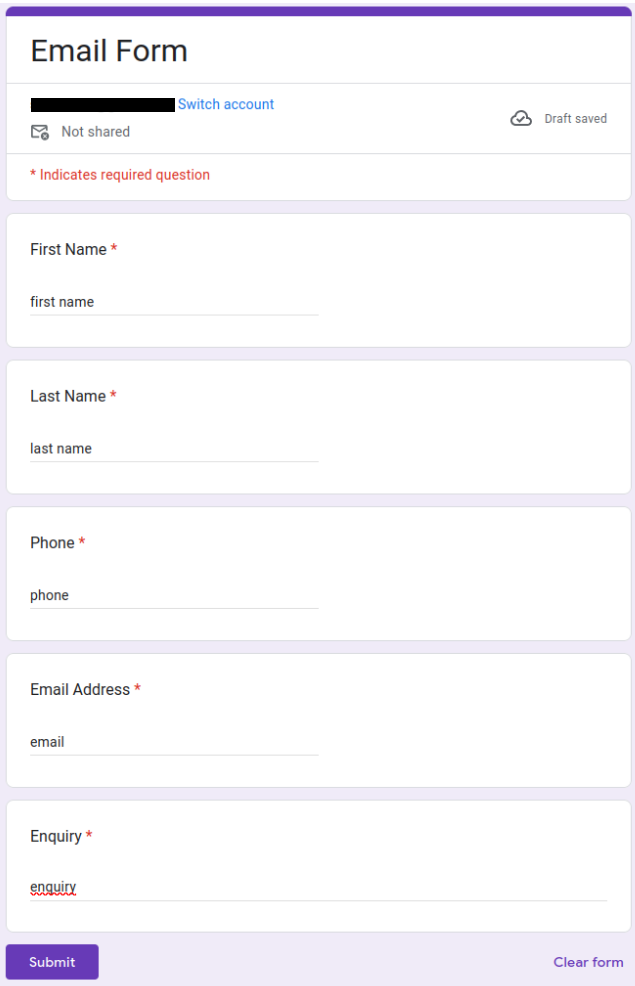 Email Form
Switch account
Not shared
Draft saved
* Indicates required question
First Name *
first name
Last Name *
last name
Phone *
phone
Email Address *
email
Enquiry *
enquiry
Submit
Clear form